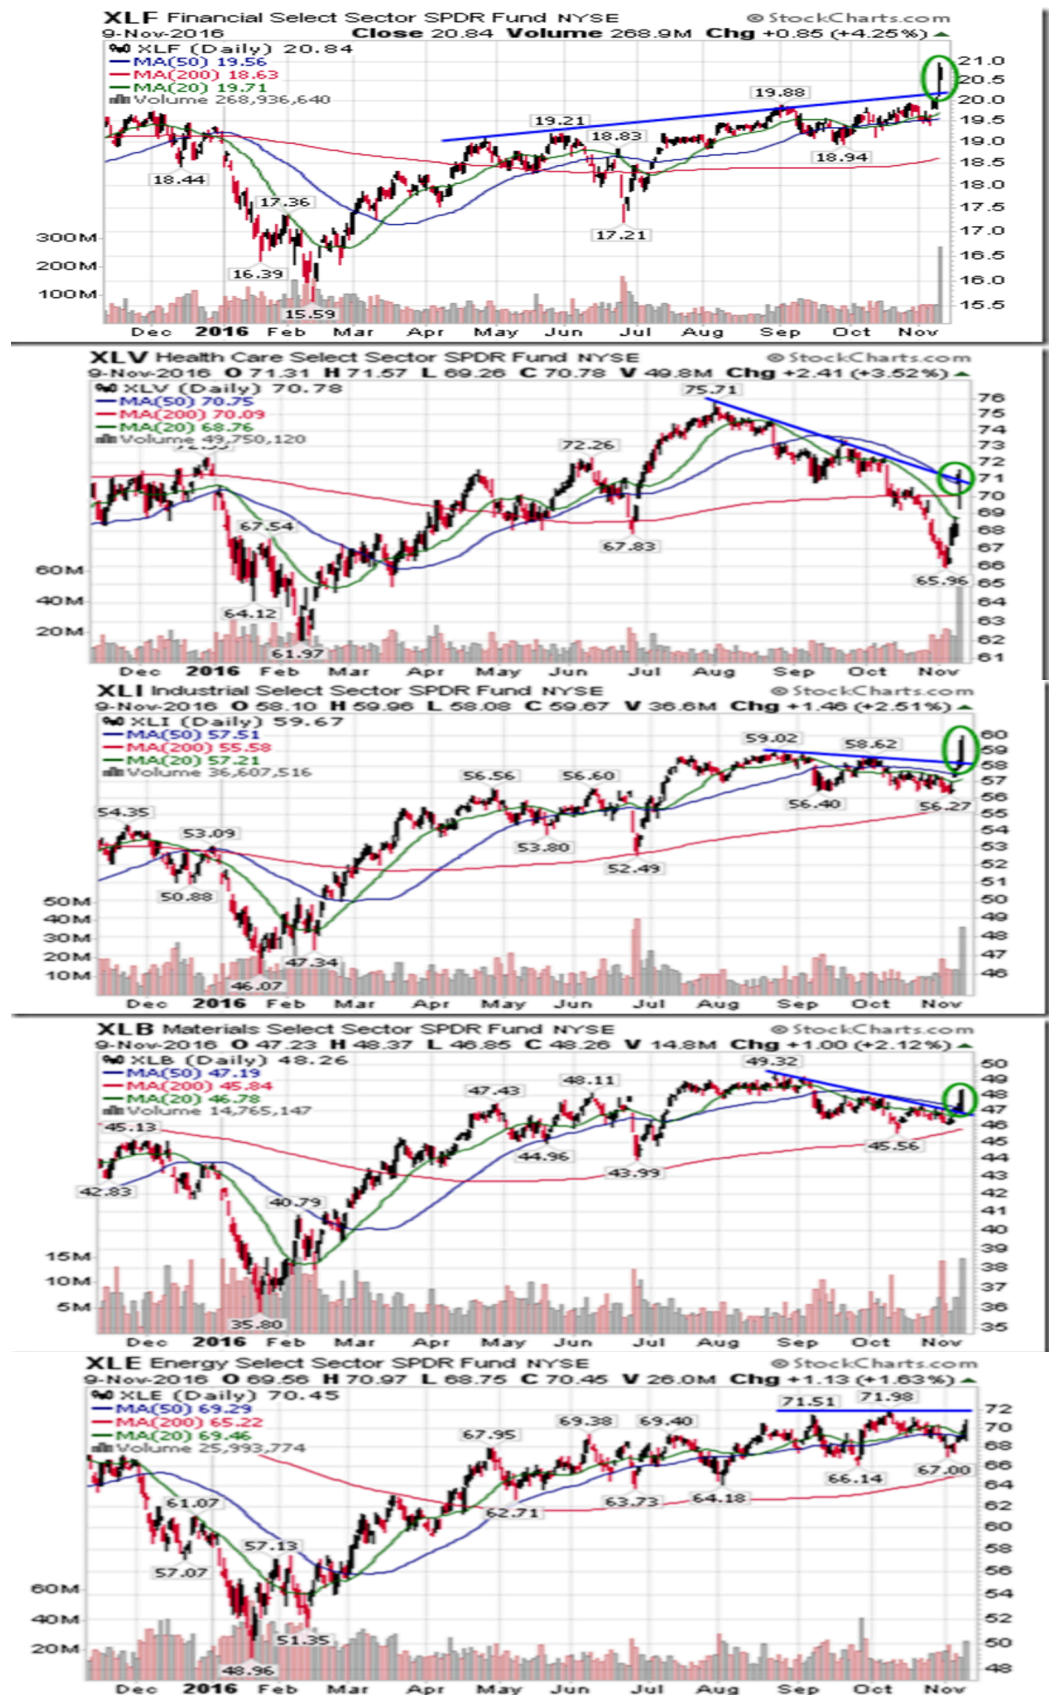 XLF Financial Select Sector SPDR Fund NYSE © StockCharts.com
9-Nov-2016 Close 20.84 Volume 268.9M Chg +0.85 (+4.25%)
XLF (Daily) 20.84
MA(50) 19.56
MA(200) 18.63
MA(20) 19.71
Volume 268,936,640
21.0
20.5
20.0
19.5
19.0
18.5
18.0
17.5
17.0
16.5
16.0
15.5
300M
200M
100M
19.88
19.21
18.83
18.94
18.44
17.36
17.21
16.39
15.59
Dec 2016 Feb Mar Apr May Jun Jul Aug Sep Oct Nov
XLV Health Care Select Sector SPDR Fund NYSE © StockCharts.com
9-Nov-2016 O 71.31 H 71.57 L 69.26 C 70.78 V 49.8M Chg +2.41 (+3.52%)
XLV (Daily) 70.78
MA(50) 70.75
MA(200) 70.09
MA(20) 68.76
Volume 49,750,120
76
75
74
73
72
71
70
69
68
67
66
65
64
63
62
61
60M
40M
20M
75.71
72.26
67.54
67.83
65.96
64.12
61.97
Dec 2016 Feb Mar Apr May Jun Jul Aug Sep Oct Nov
XLI Industrial Select Sector SPDR Fund NYSE © StockCharts.com
9-Nov-2016 O 58.10 H 59.96 L 58.08 C 59.67 V 36.6M Chg +1.46 (+2.51%)
XLI (Daily) 59.67
MA(50) 57.51
MA(200) 55.58
MA(20) 57.21
Volume 36,607,516
60
59
58
57
56
55
54
53
52
51
50
49
48
47
46
50M
40M
30M
20M
10M
59.02
58.62
56.56
56.60
56.40
56.27
54.35
53.09
53.80
52.49
50.88
47.34
46.07
Dec 2016 Feb Mar Apr May Jun Jul Aug Sep Oct Nov
XLB Materials Select Sector SPDR Fund NYSE © StockCharts.com
9-Nov-2016 O 47.23 H 48.37 L 46.85 C 48.26 V 14.8M Chg +1.00 (+2.12%)
XLB (Daily) 48.26
MA(50) 47.19
MA(200) 45.84
MA(20) 46.78
Volume 14,765,147
50
49
48
47
46
45
44
43
42
41
40
39
38
37
36
35
15M
10M
5M
49.32
48.11
47.43
45.13
45.56
44.96
43.99
42.83
40.79
35.80
Dec 2016 Feb Mar Apr May Jun Jul Aug Sep Oct Nov
XLE Energy Select Sector SPDR Fund NYSE © StockCharts.com
9-Nov-2016 O 69.56 H 70.97 L 68.75 C 70.45 V 26.0M Chg +1.13 (+1.63%)
XLE (Daily) 70.45
MA(50) 69.29
MA(200) 65.22
MA(20) 69.46
Volume 25,993,774
72
70
68
66
64
62
60
58
56
54
52
50
48
60M
40M
20M
71.51
71.98
69.38
69.40
67.95
66.14
67.00
63.73
64.18
62.71
61.07
57.13
57.07
51.35
48.96
Dec 2016 Feb Mar Apr May Jun Jul Aug Sep Oct Nov